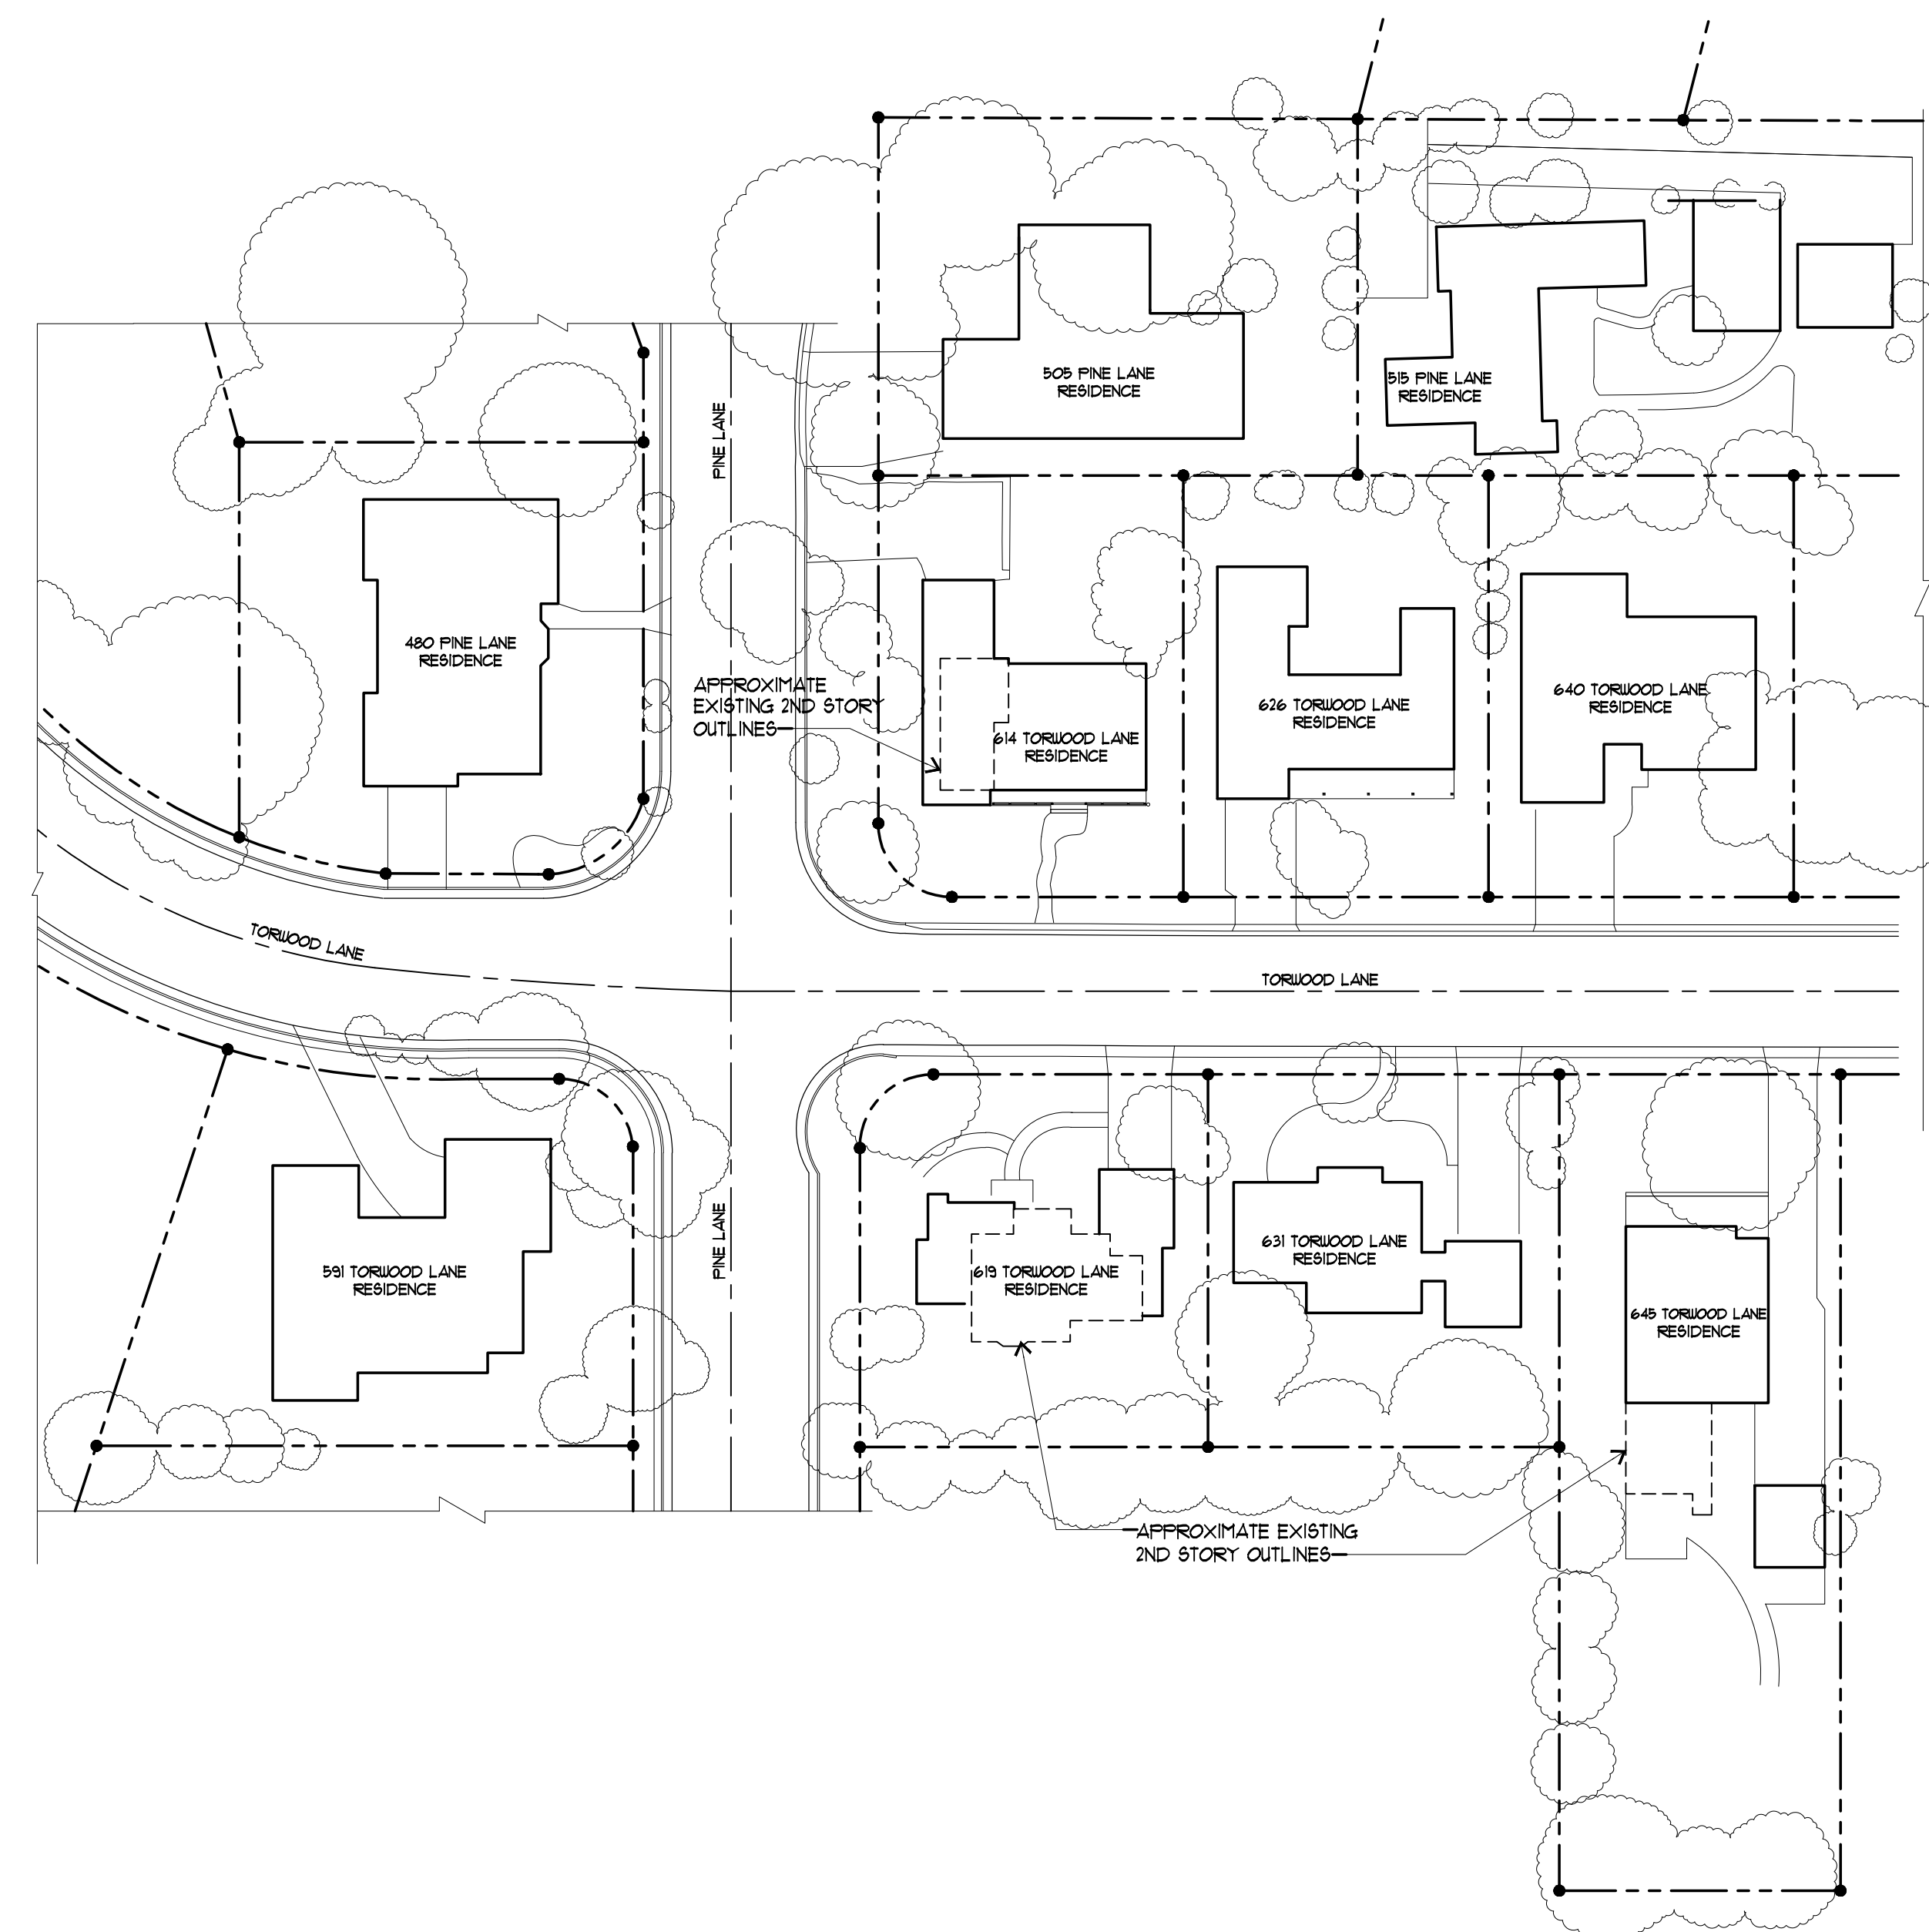 505 PINE LANE
RESIDENCE
515 PINE LANE
RESIDENCE
PINE LANE
480 PINE LANE
RESIDENCE
APPROXIMATE
EXISTING 2ND STORY
OUTLINES
614 TORWOOD LANE
RESIDENCE
626 TORWOOD LANE
RESIDENCE
640 TORWOOD LANE
RESIDENCE
TORWOOD LANE
TORWOOD LANE
PINE LANE
591 TORWOOD LANE
RESIDENCE
619 TORWOOD LANE
RESIDENCE
631 TORWOOD LANE
RESIDENCE
645 TORWOOD LANE
RESIDENCE
APPROXIMATE EXISTING
2ND STORY OUTLINES